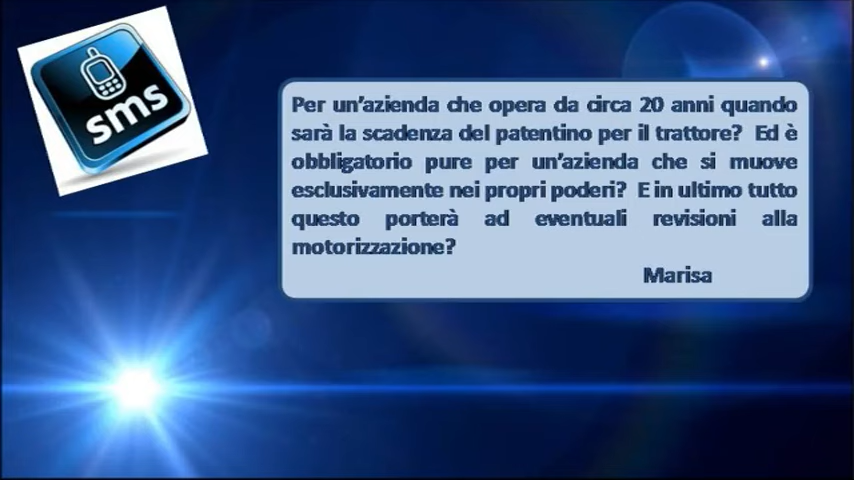 sms
Per un'azienda che opera da circa 20 anni quando
sarà la scadenza del patentino per il trattore? Ed è
obbligatorio pure per un'azienda che si muove
esclusivamente nei propri poderi? E in ultimo tutto
questo porterà ad eventuali revisioni alla
motorizzazione?
Marisa